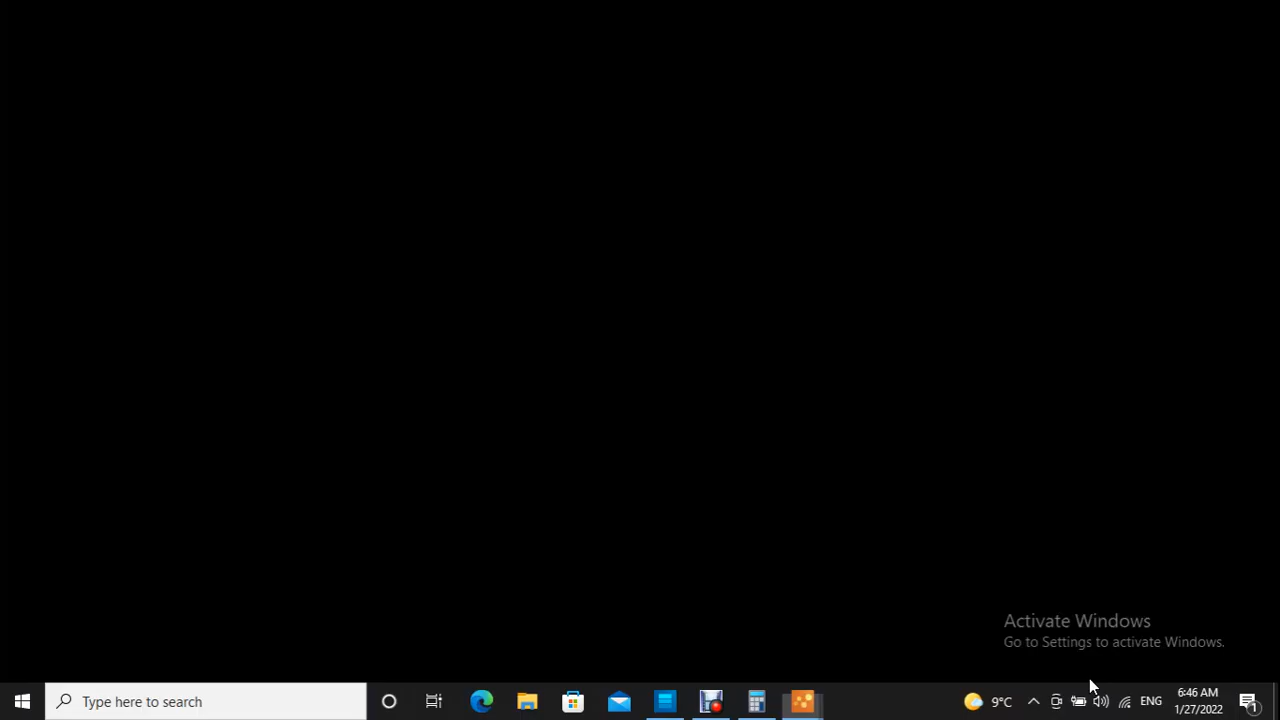 Activate Windows
Go to Settings to activate Windows.
Type here to search
9°C
ENG
6:46 AM
1/27/2022
1